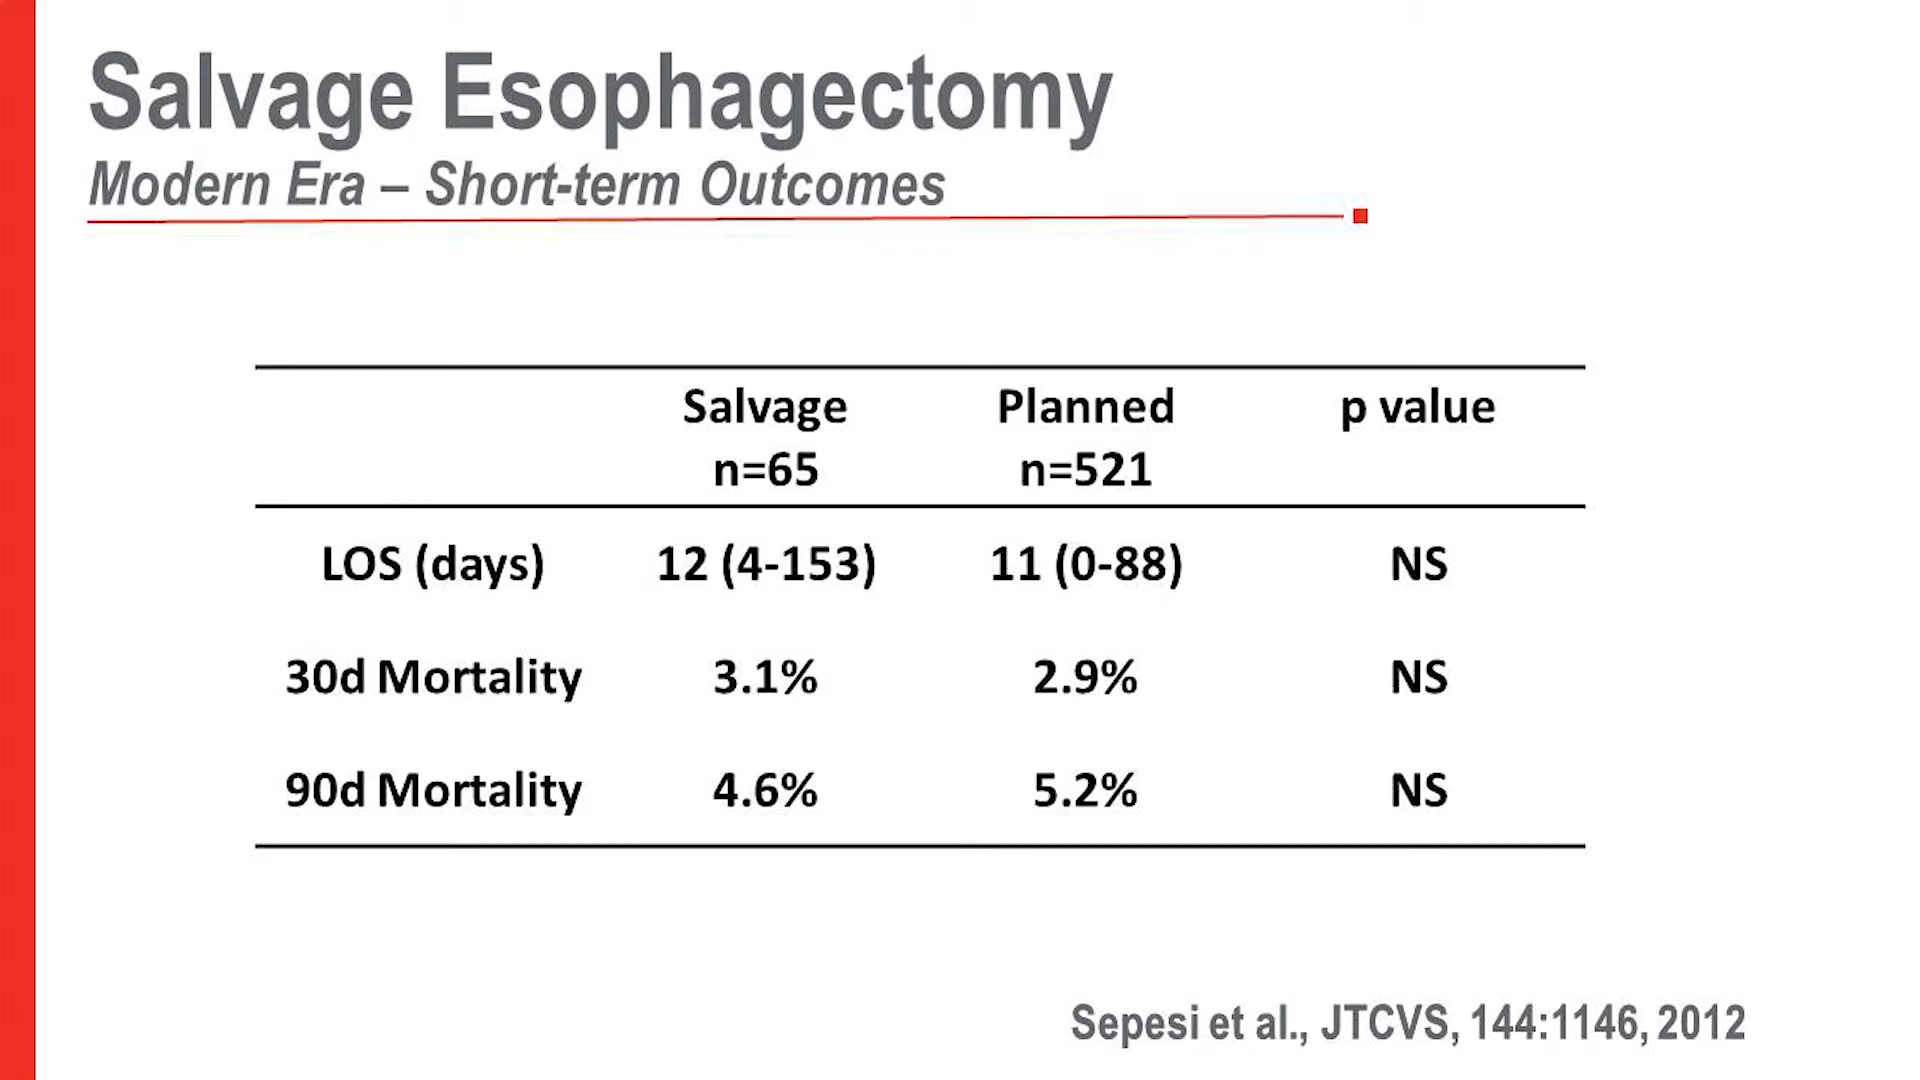 Salvage Esophagectomy
Modern Era – Short-term Outcomes
Salvage Planned p value
n=65 n=521
LOS (days) 12 (4-153) 11 (0-88) NS
30d Mortality 3.1% 2.9% NS
90d Mortality 4.6% 5.2% NS
Sepesi et al., JTCVS, 144:1146, 2012